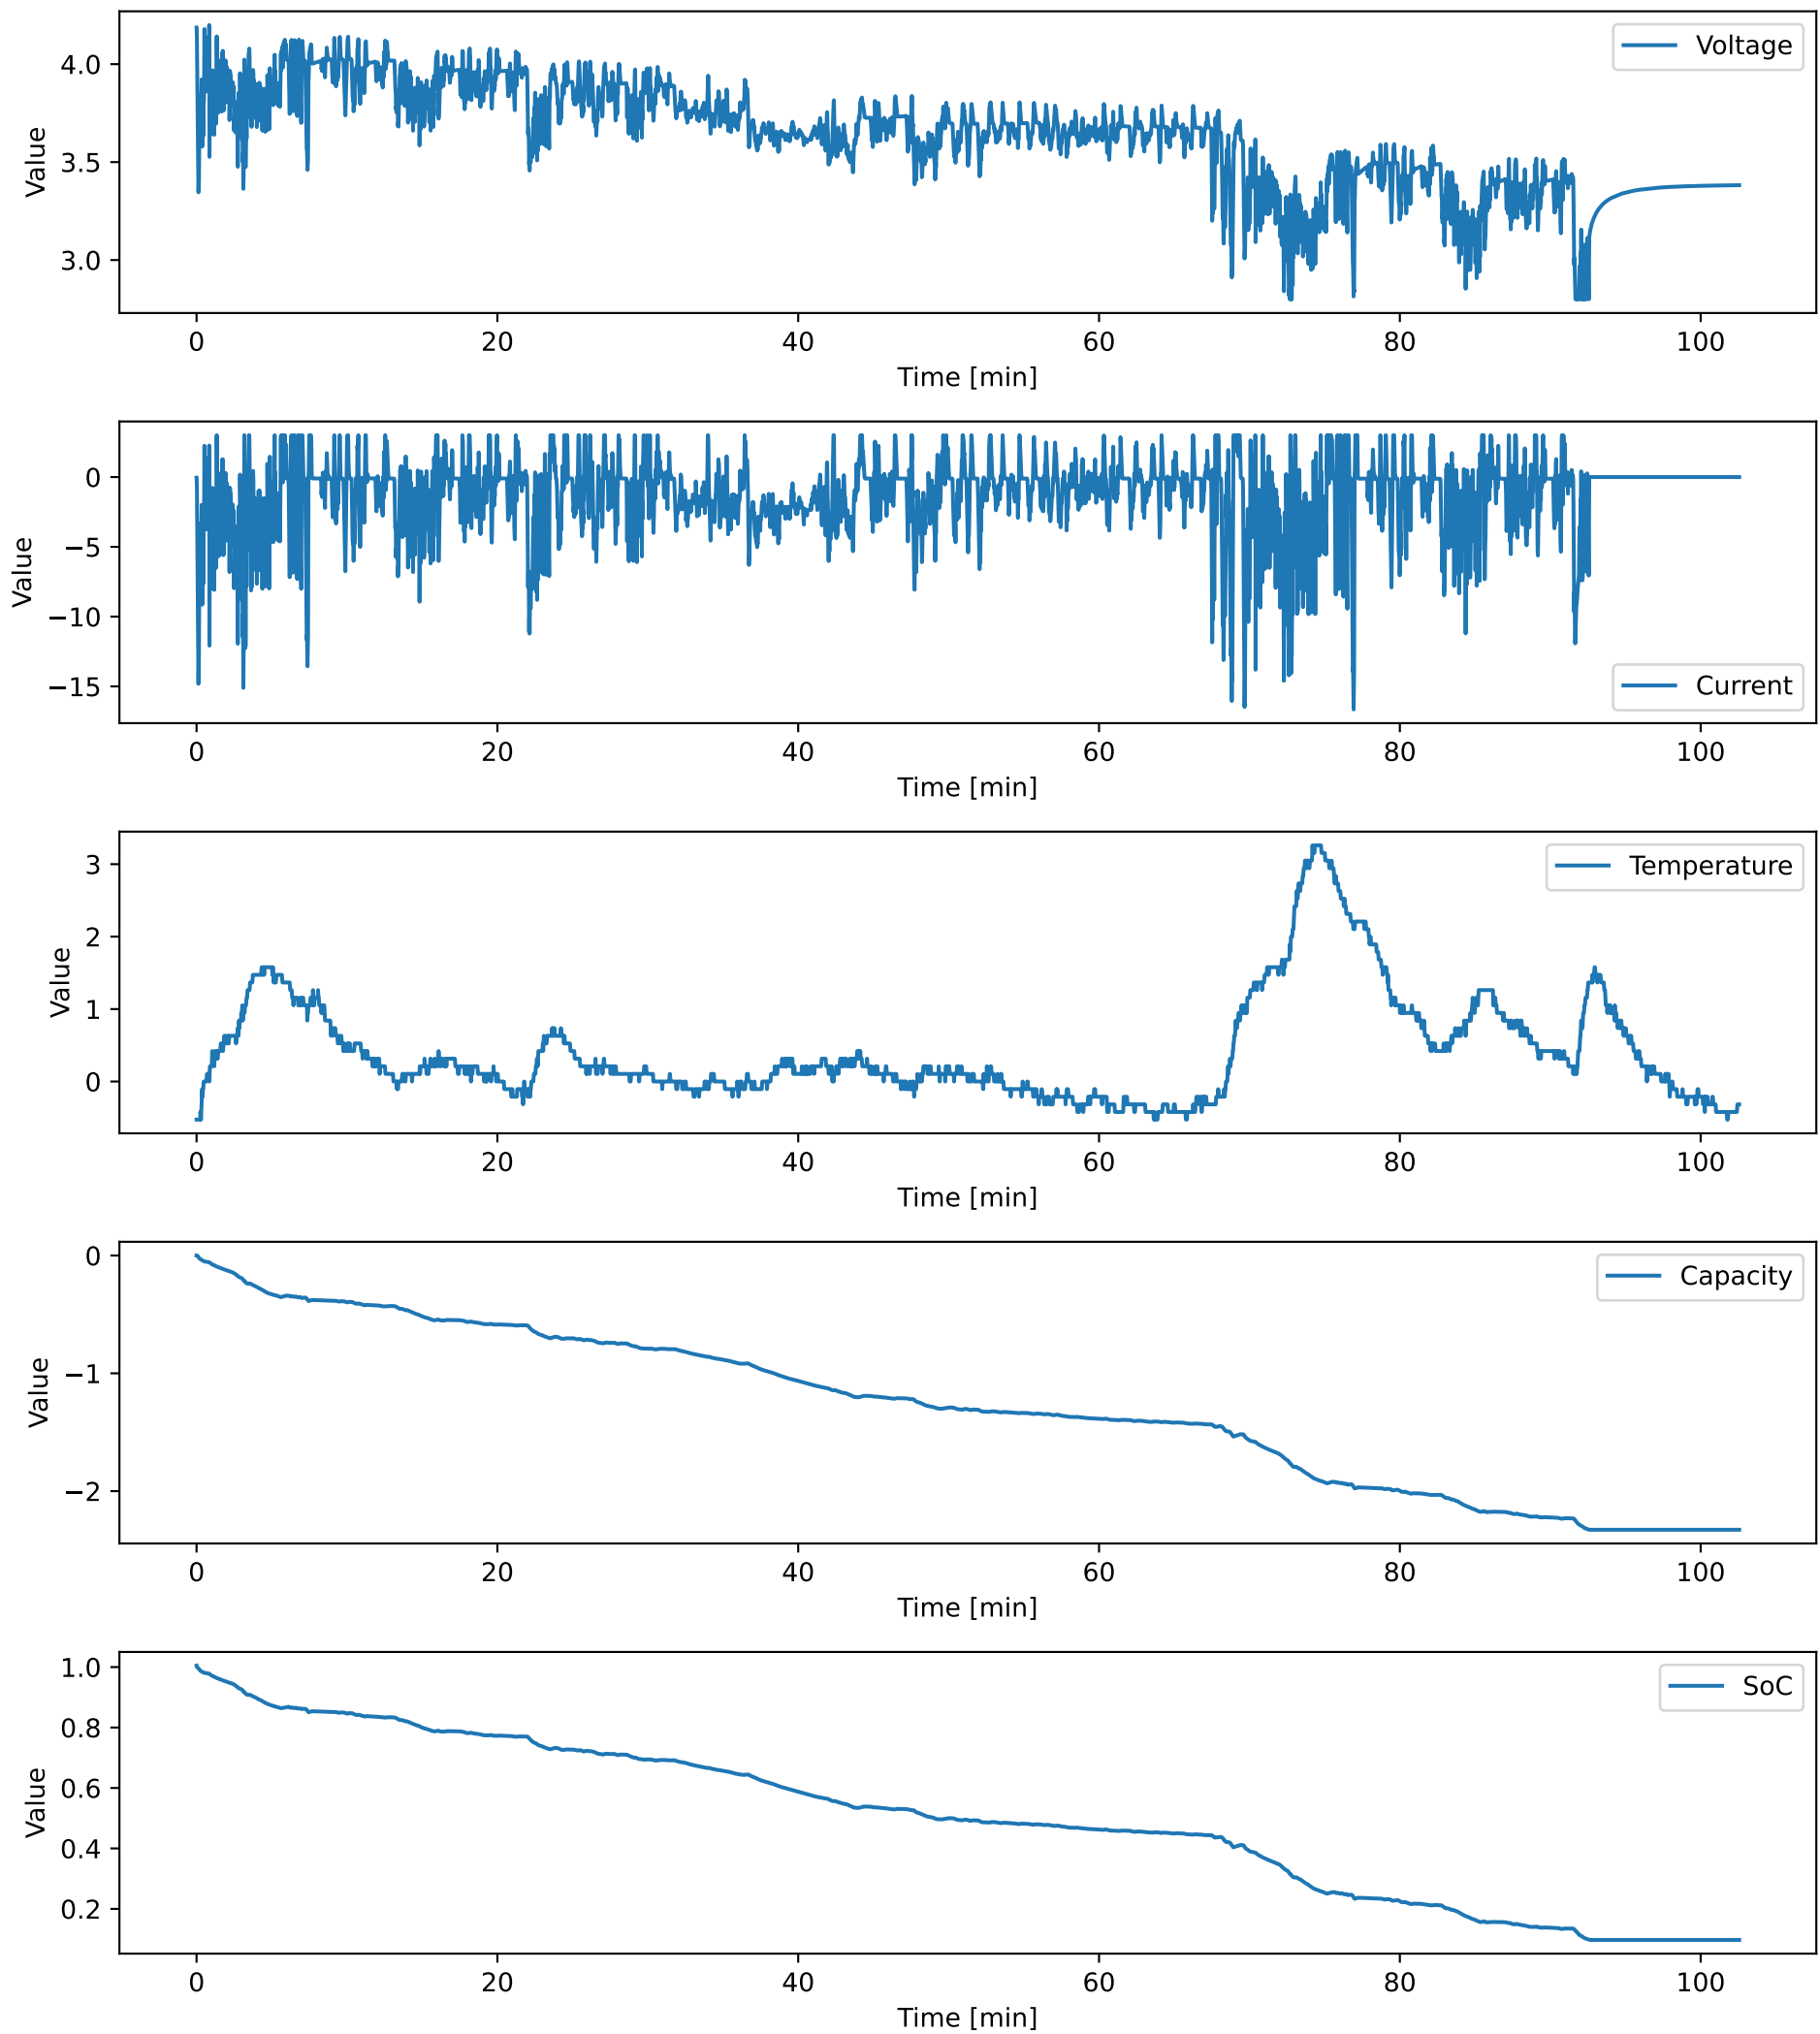 Voltage
4.0
3.5
3.0
Value
0 20 40 60 80 100
Time [min]
Current
0
−5
−10
−15
Value
0 20 40 60 80 100
Time [min]
Temperature
3
2
1
0
Value
0 20 40 60 80 100
Time [min]
Capacity
0
−1
−2
Value
0 20 40 60 80 100
Time [min]
SoC
1.0
0.8
0.6
0.4
0.2
Value
0 20 40 60 80 100
Time [min]